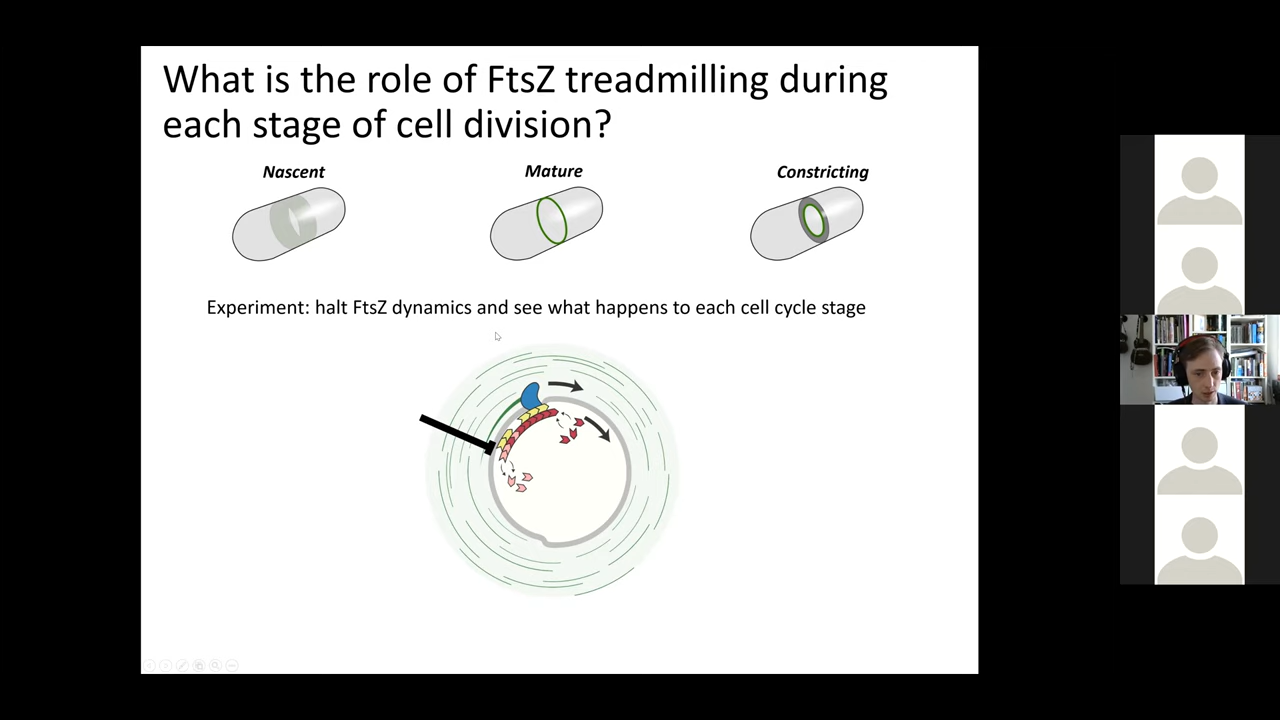 What is the role of FtsZ treadmilling during
each stage of cell division?
Nascent
Mature
Constricting
Experiment: halt FtsZ dynamics and see what happens to each cell cycle stage